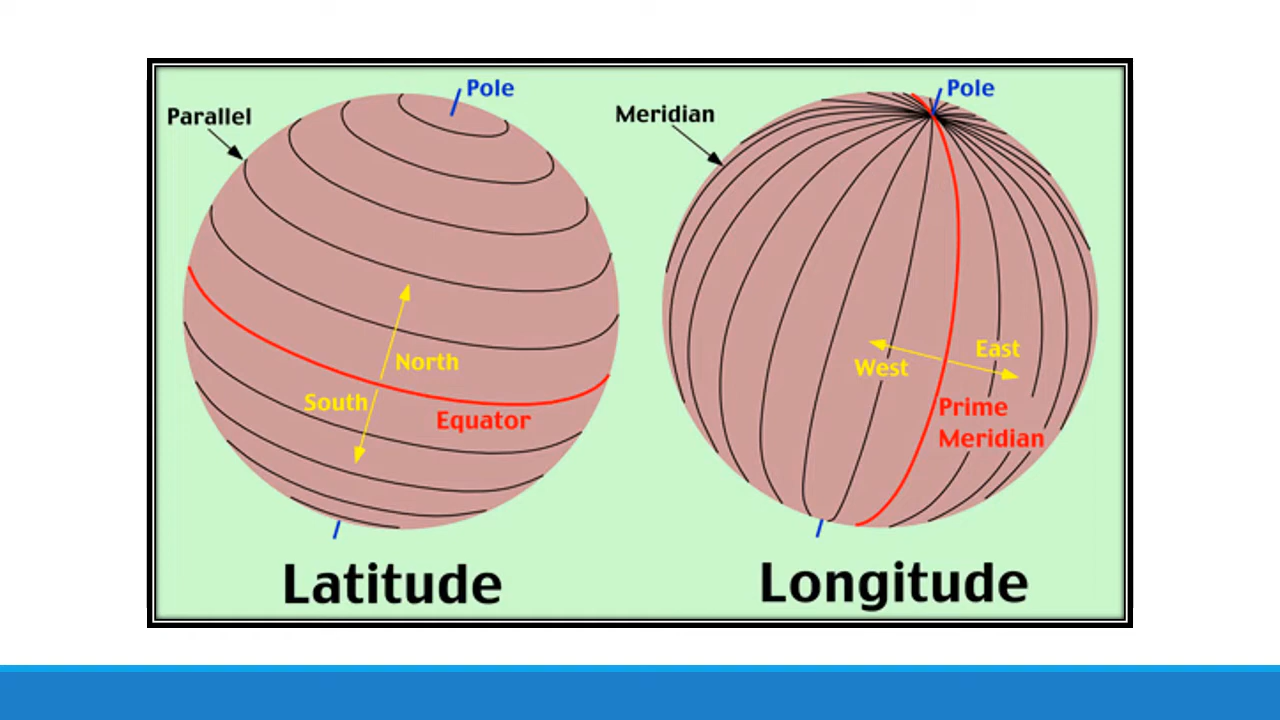 Pole
Parallel
North
South
Equator
Latitude
Pole
Meridian
East
West
Prime
Meridian
Longitude